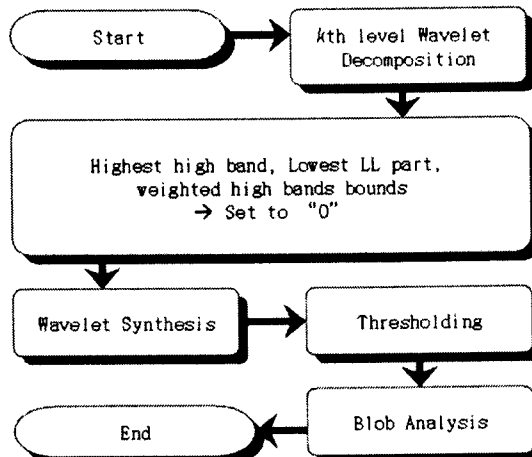 Start
kth level Wavelet
Decomposition
Highest high band, Lowest LL part,
weighted high bands bounds
→ Set to "0"
Wavelet Synthesis
Thresholding
End
Blob Analysis